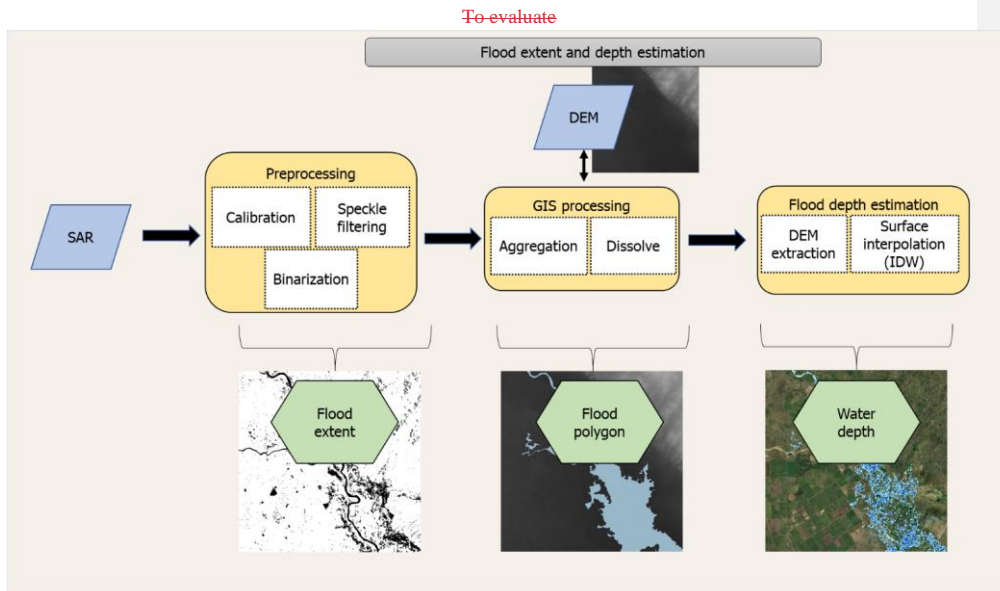 To evaluate
Flood extent and depth estimation
DEM
SAR
Preprocessing
Calibration
Speckle
filtering
Binarization
GIS processing
Aggregation
Dissolve
Flood depth estimation
DEM
extraction
Surface
interpolation
(IDW)
Flood
extent
Flood
polygon
Water
depth